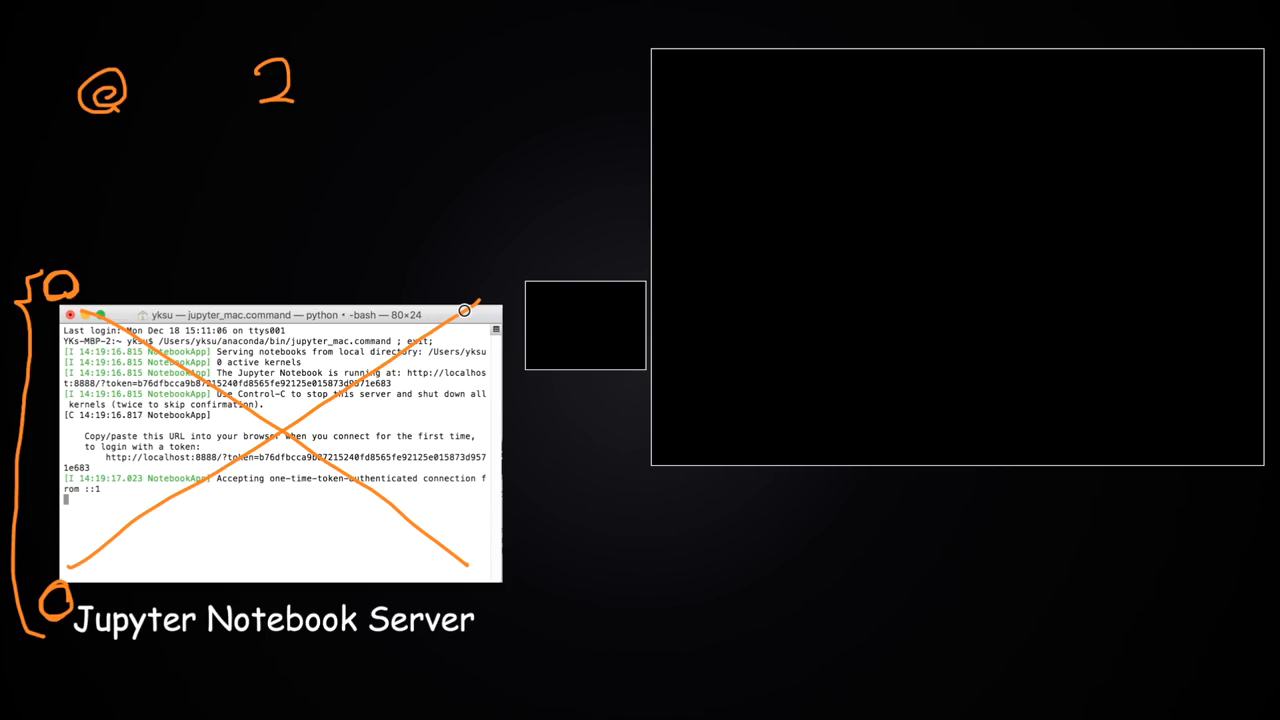 @ 2
yksu — jupyter_mac.command — python • -bash — 80×24
Last login: Mon Dec 18 15:11:06 on ttys001
YKs-MBP-2:~ yksu$ /Users/yksu/anaconda/bin/jupyter_mac.command ; exit;
[I 14:19:16.815 NotebookApp] Serving notebooks from local directory: /Users/yksu
[I 14:19:16.815 NotebookApp] 0 active kernels
[I 14:19:16.815 NotebookApp] The Jupyter Notebook is running at: http://localhos
t:8888/?token=b76dfbcca9b87215240fd8565fe92125e015873d9571e683
[I 14:19:16.815 NotebookApp] Use Control-C to stop this server and shut down all
kernels (twice to skip confirmation).
[C 14:19:16.817 NotebookApp]
Copy/paste this URL into your browser when you connect for the first time,
to login with a token:
http://localhost:8888/?token=b76dfbcca9b87215240fd8565fe92125e015873d957
1e683
[I 14:19:17.023 NotebookApp] Accepting one-time-token-authenticated connection f
rom ::1
Jupyter Notebook Server